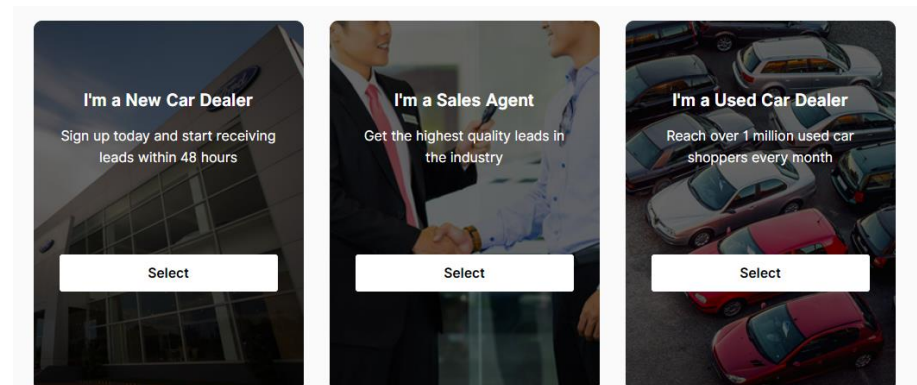 I'm a New Car Dealer
Sign up today and start receiving
leads within 48 hours
Select
I'm a Sales Agent
Get the highest quality leads in
the industry
Select
I'm a Used Car Dealer
Reach over 1 million used car
shoppers every month
Select